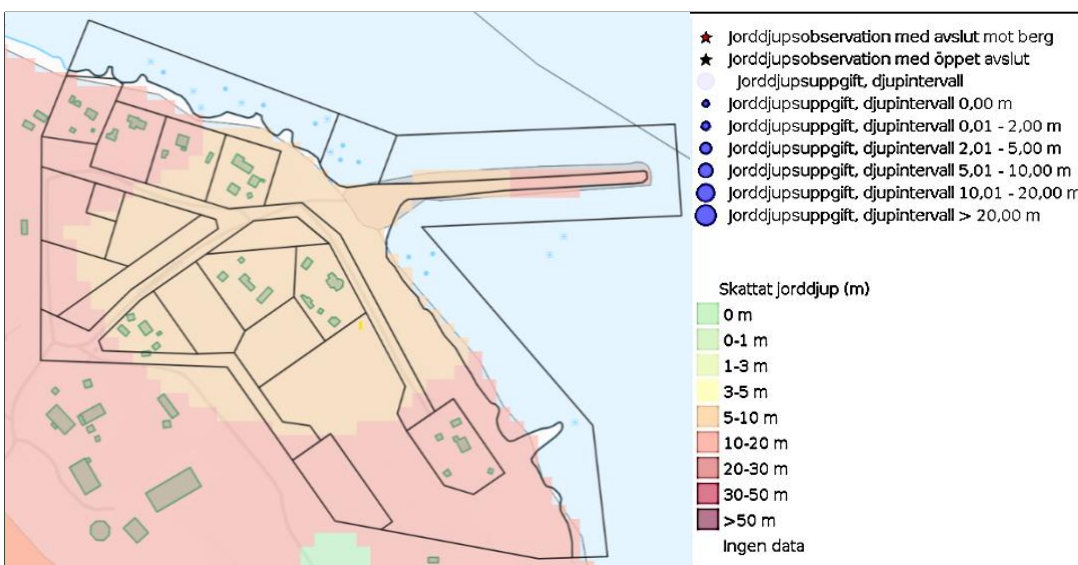 Jorddjupsobservation med avslut mot berg
Jorddjupsobservation med öppet avslut
Jorddjupsuppgift, djupintervall
Jorddjupsuppgift, djupintervall 0,00 m
Jorddjupsuppgift, djupintervall 0,01 - 2,00 m
Jorddjupsuppgift, djupintervall 2,01 - 5,00 m
Jorddjupsuppgift, djupintervall 5,01 - 10,00 m
Jorddjupsuppgift, djupintervall 10,01 - 20,00 m
Jorddjupsuppgift, djupintervall > 20,00 m
Skattat jorddjup (m)
0 m
0-1 m
1-3 m
3-5 m
5-10 m
10-20 m
20-30 m
30-50 m
>50 m
Ingen data